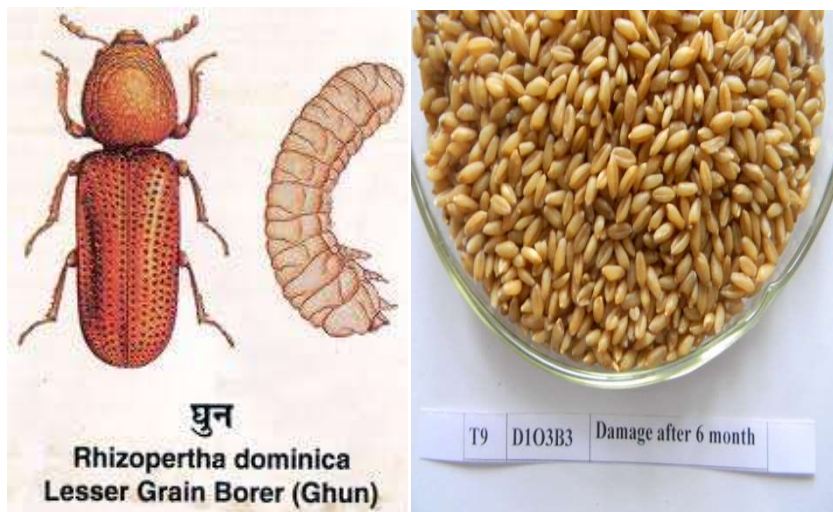 घुन
Rhizopertha dominica
Lesser Grain Borer (Ghun)
T9 D1O3B3 Damage after 6 month